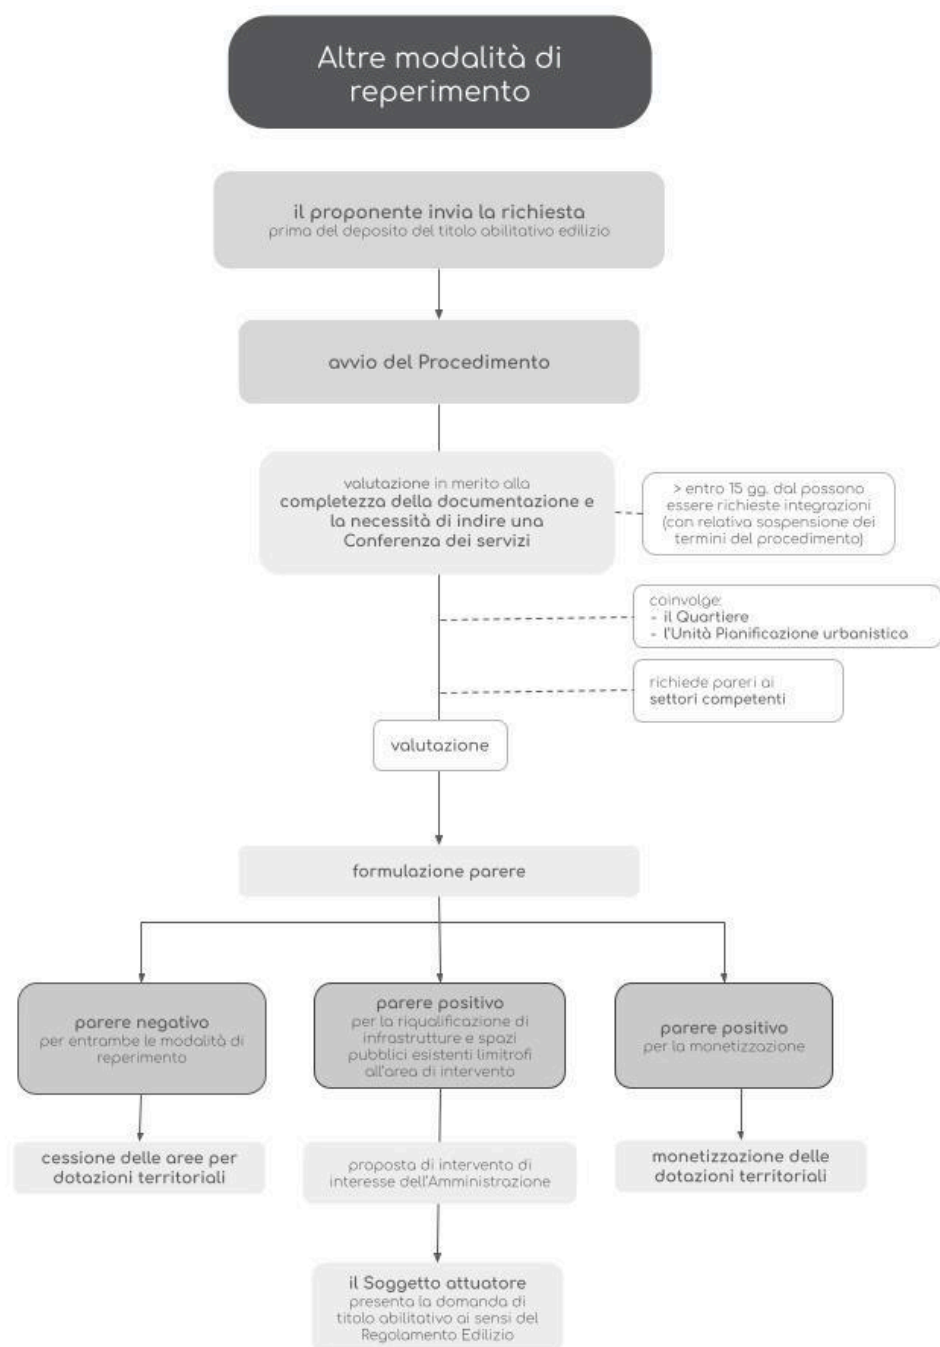 Altre modalità di
reperimento
il proponente invia la richiesta
prima del deposito del titolo abilitativo edilizio
avvio del Procedimento
valutazione in merito alla
completezza della documentazione e
la necessità di indire una
Conferenza dei servizi
> entro 15 gg. dal possono
essere richieste integrazioni
(con relativa sospensione dei
termini del procedimento)
coinvolge:
- il Quartiere
- l'Unità Pianificazione urbanistica
richiede pareri ai
settori competenti
valutazione
formulazione parere
parere negativo
per entrambe le modalità di
reperimento
parere positivo
per la riqualificazione di
infrastrutture e spazi
pubblici esistenti limitrofi
all'area di intervento
parere positivo
per la monetizzazione
cessione delle aree per
dotazioni territoriali
proposta di intervento di
interesse dell'Amministrazione
monetizzazione delle
dotazioni territoriali
il Soggetto attuatore
presenta la domanda di
titolo abilitativo ai sensi del
Regolamento Edilizio